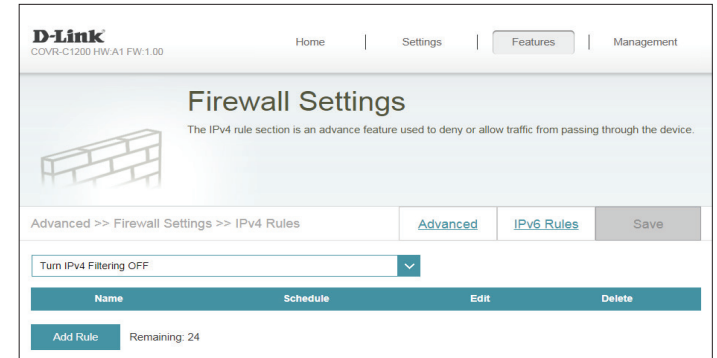 D-Link
COVR-C1200 HW:A1 FW:1.00
Home | Settings | Features | Management
Firewall Settings
The IPv4 rule section is an advance feature used to deny or allow traffic from passing through the device.
Advanced >> Firewall Settings >> IPv4 Rules
Advanced
IPv6 Rules
Save
Turn IPv4 Filtering OFF
Name Schedule Edit Delete
Add Rule Remaining: 24